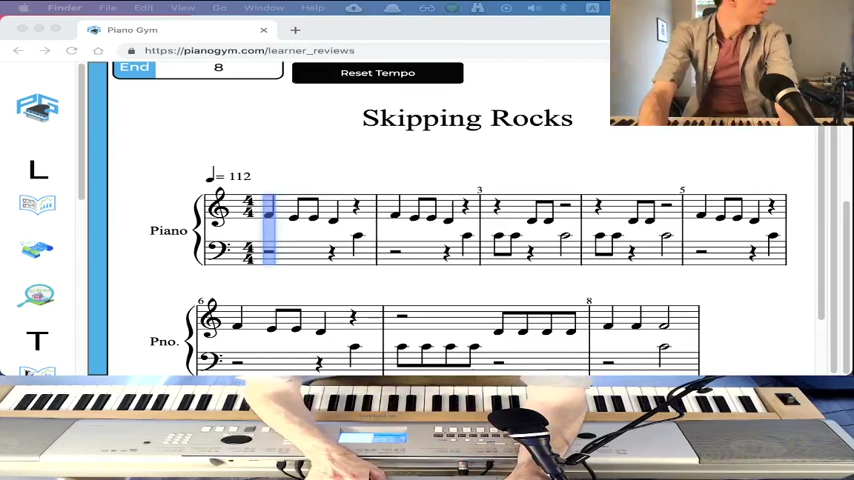 Finder File Edit View Go Window Help
Piano Gym
https://pianogym.com/learner_reviews
End 8
Reset Tempo
Skipping Rocks
= 112
3
5
Piano
L
6
8
Pno.
T